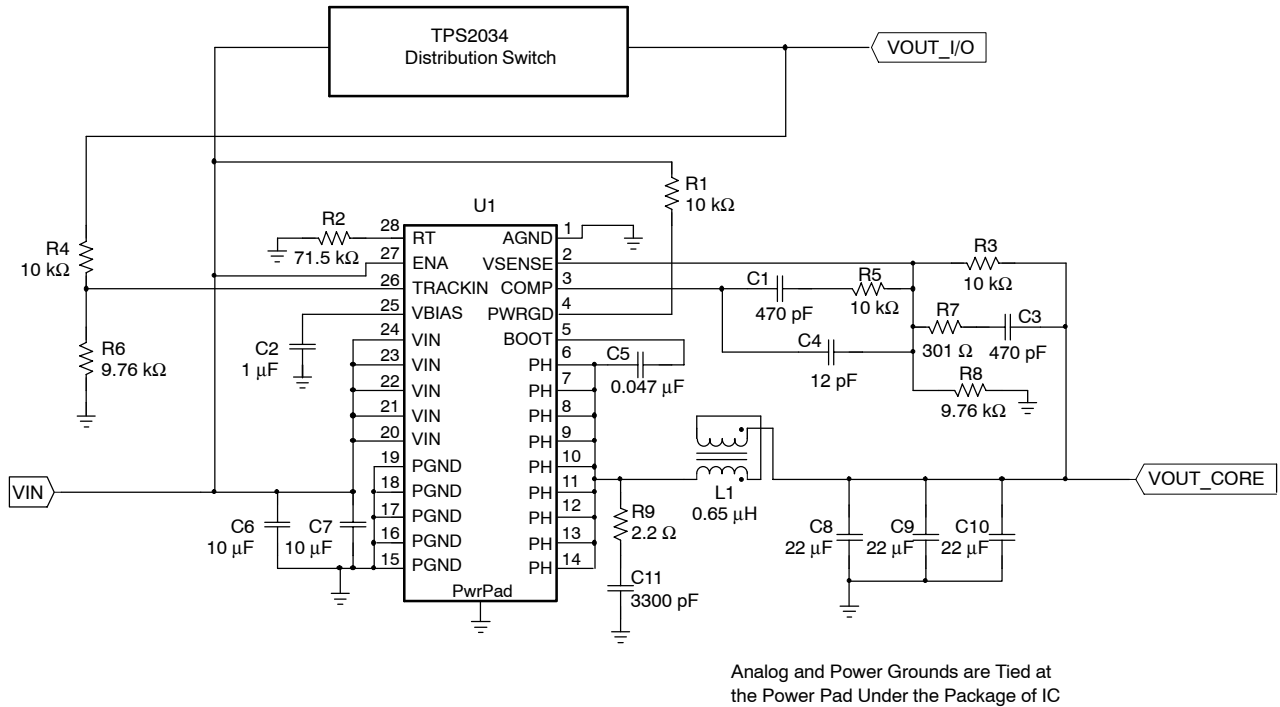 TPS2034
Distribution Switch
VOUT_I/O
R1
10 kΩ
U1
R2
71.5 kΩ
R4
10 kΩ
R6
9.76 kΩ
C2
1 μF
28
27
26
25
24
23
22
21
20
19
18
17
16
15
RT
ENA
TRACKIN
VBIAS
VIN
VIN
VIN
VIN
VIN
PGND
PGND
PGND
PGND
PGND
AGND
VSENSE
COMP
PWRGD
BOOT
PH
PH
PH
PH
PH
PH
PH
PH
PH
1
2
3
4
5
6
7
8
9
10
11
12
13
14
PwrPad
R3
10 kΩ
C1
470 pF
R5
10 kΩ
R7
301 Ω
C3
470 pF
C4
12 pF
R8
9.76 kΩ
C5
0.047 μF
L1
0.65 μH
VIN
VOUT_CORE
C6
10 μF
C7
10 μF
R9
2.2 Ω
C11
3300 pF
C8
22 μF
C9
22 μF
C10
22 μF
Analog and Power Grounds are Tied at
the Power Pad Under the Package of IC